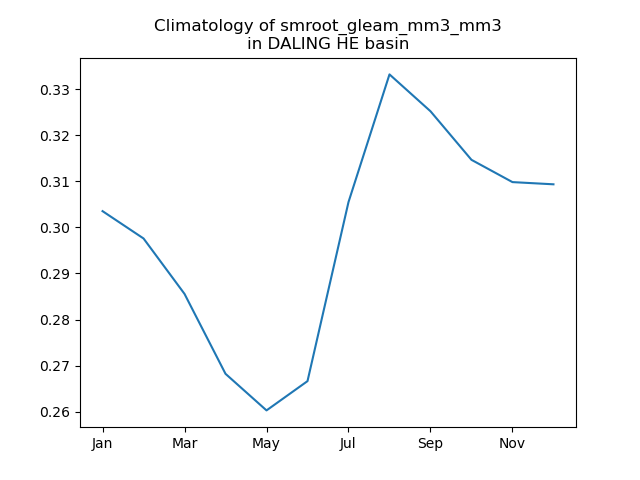 Climatology of smroot_gleam_mm3_mm3
in DALING HE basin
0.33
0.32
0.31
0.30
0.29
0.28
0.27
0.26
Jan Mar May Jul Sep Nov